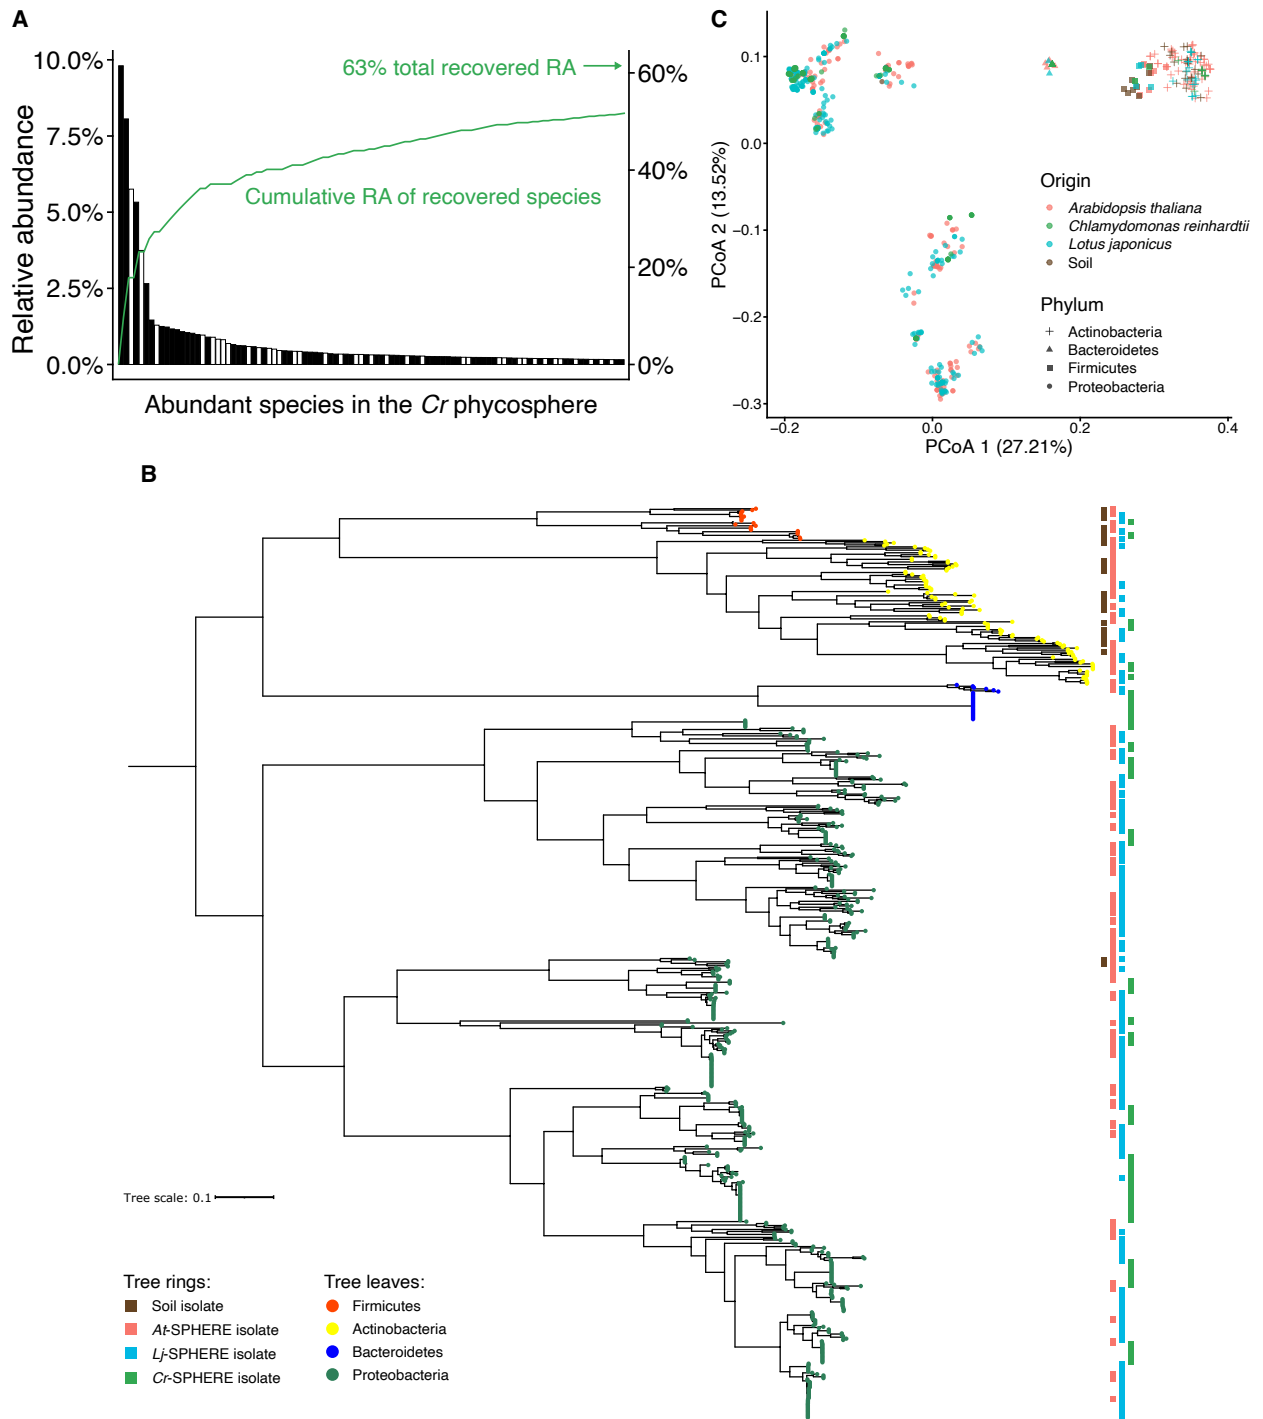 A
10.0%
7.5%
5.0%
2.5%
0.0%
Relative abundance
63% total recovered RA
Cumulative RA of recovered species
60%
40%
20%
0%
Abundant species in the Cr phycosphere
C
0.1
0.0
−0.1
−0.2
−0.3
PCoA 2 (13.52%)
−0.2
0.0
0.2
0.4
PCoA 1 (27.21%)
Origin
Arabidopsis thaliana
Chlamydomonas reinhardtii
Lotus japonicus
Soil
Phylum
Actinobacteria
Bacteroidetes
Firmicutes
Proteobacteria
B
Tree scale: 0.1
Tree rings:
Soil isolate
At-SPHERE isolate
Lj-SPHERE isolate
Cr-SPHERE isolate
Tree leaves:
Firmicutes
Actinobacteria
Bacteroidetes
Proteobacteria